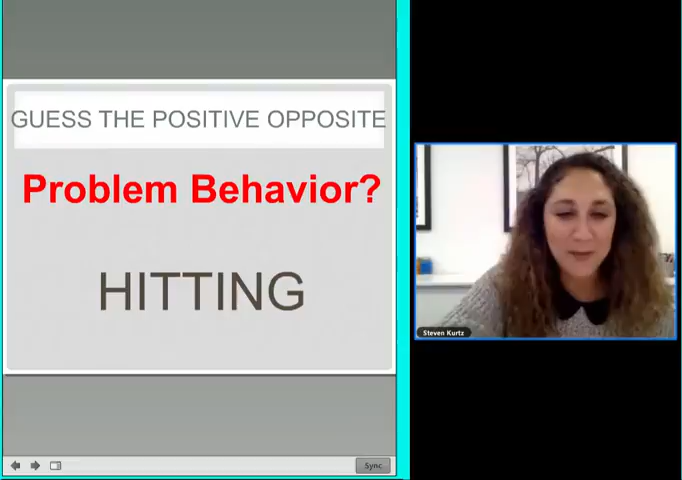 GUESS THE POSITIVE OPPOSITE
Problem Behavior?
HITTING
Steven Kurtz
Sync